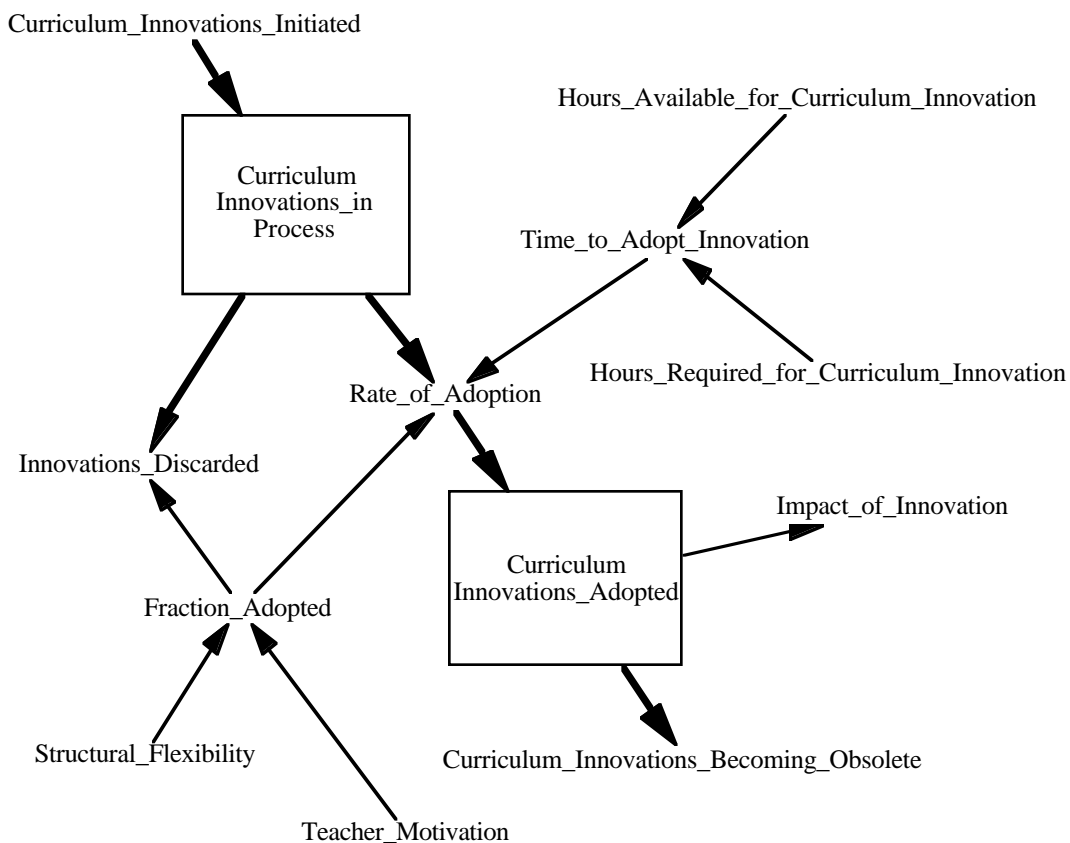 Curriculum_Innovations_Initiated
Hours_Available_for_Curriculum_Innovation
Curriculum
Innovations_in
Process
Time_to_Adopt_Innovation
Hours_Required_for_Curriculum_Innovation
Rate_of_Adoption
Innovations_Discarded
Impact_of_Innovation
Curriculum
Innovations_Adopted
Fraction_Adopted
Structural_Flexibility
Curriculum_Innovations_Becoming_Obsolete
Teacher_Motivation